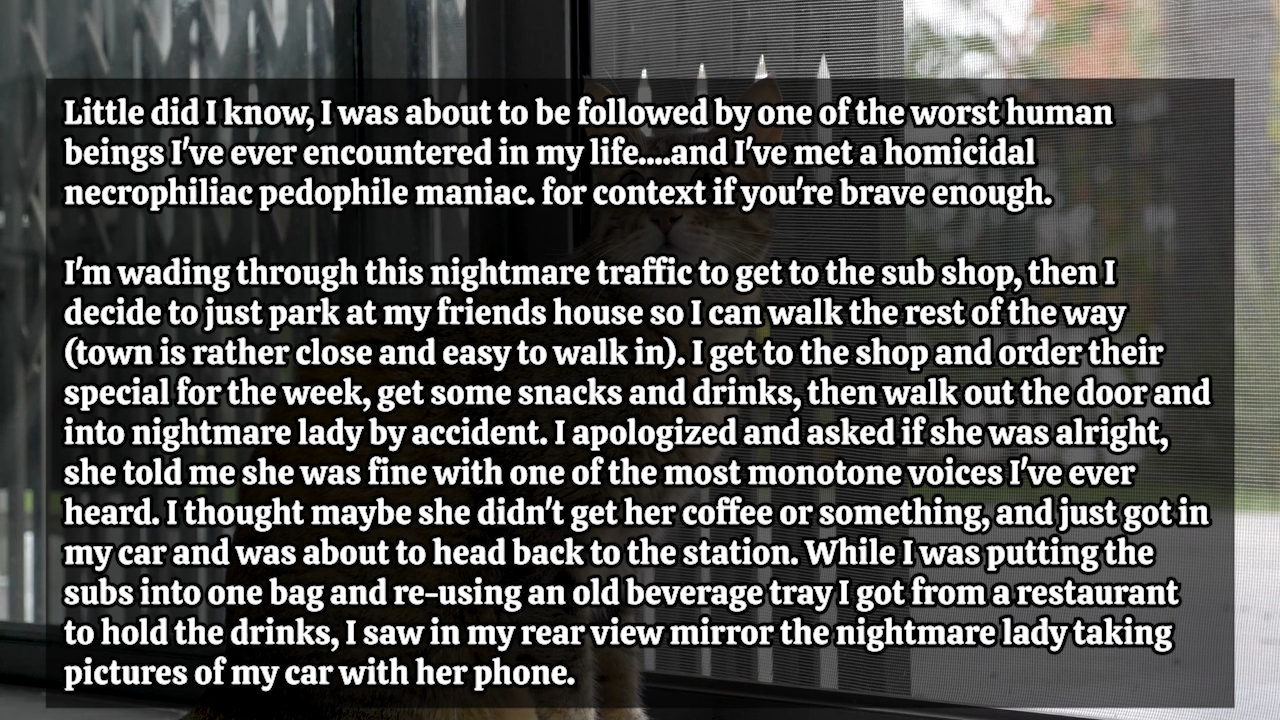 Little did I know, I was about to be followed by one of the worst human
beings I've ever encountered in my life....and I've met a homicidal
necrophiliac pedophile maniac. for context if you're brave enough.
I'm wading through this nightmare traffic to get to the sub shop, then I
decide to just park at my friends house so I can walk the rest of the way
(town is rather close and easy to walk in). I get to the shop and order their
special for the week, get some snacks and drinks, then walk out the door and
into nightmare lady by accident. I apologized and asked if she was alright,
she told me she was fine with one of the most monotone voices I've ever
heard. I thought maybe she didn't get her coffee or something, and just got in
my car and was about to head back to the station. While I was putting the
subs into one bag and re-using an old beverage tray I got from a restaurant
to hold the drinks, I saw in my rear view mirror the nightmare lady taking
pictures of my car with her phone.